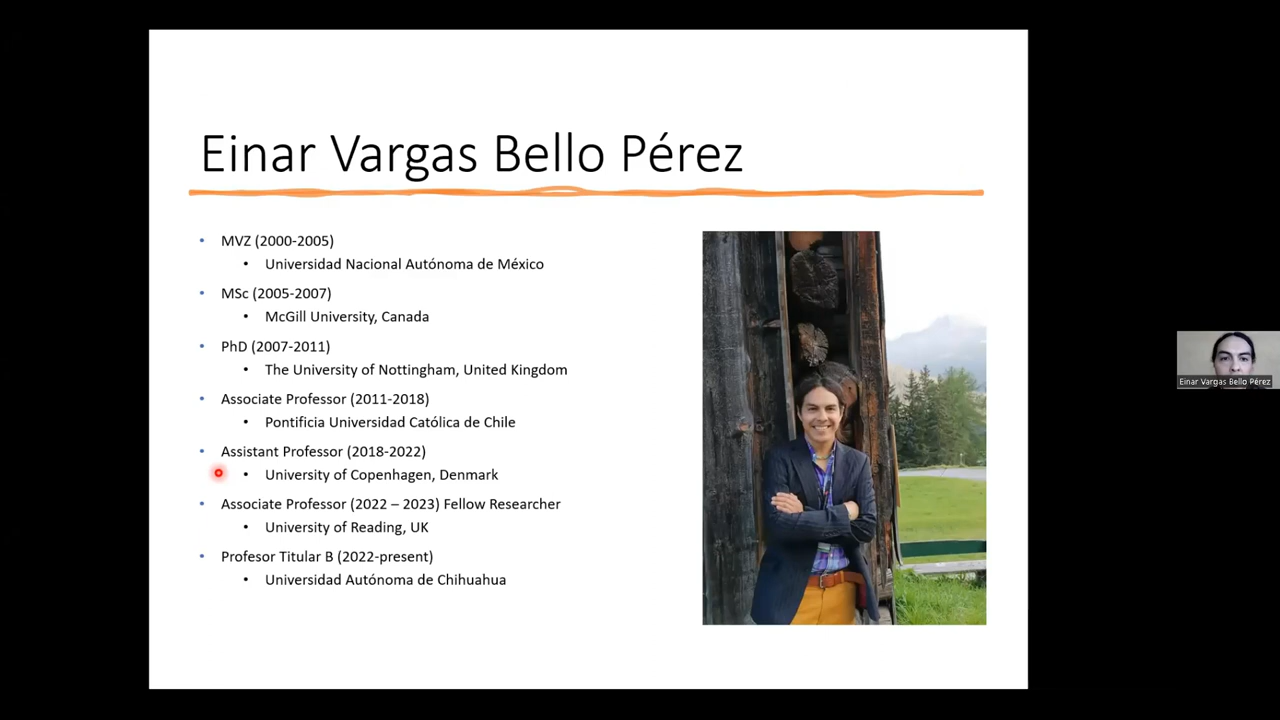 Einar Vargas Bello Pérez
• MVZ (2000-2005)
• Universidad Nacional Autónoma de México
• MSc (2005-2007)
• McGill University, Canada
• PhD (2007-2011)
• The University of Nottingham, United Kingdom
• Associate Professor (2011-2018)
• Pontificia Universidad Católica de Chile
• Assistant Professor (2018-2022)
• University of Copenhagen, Denmark
• Associate Professor (2022 – 2023) Fellow Researcher
• University of Reading, UK
• Profesor Titular B (2022-present)
• Universidad Autónoma de Chihuahua
Einar Vargas Bello Pérez